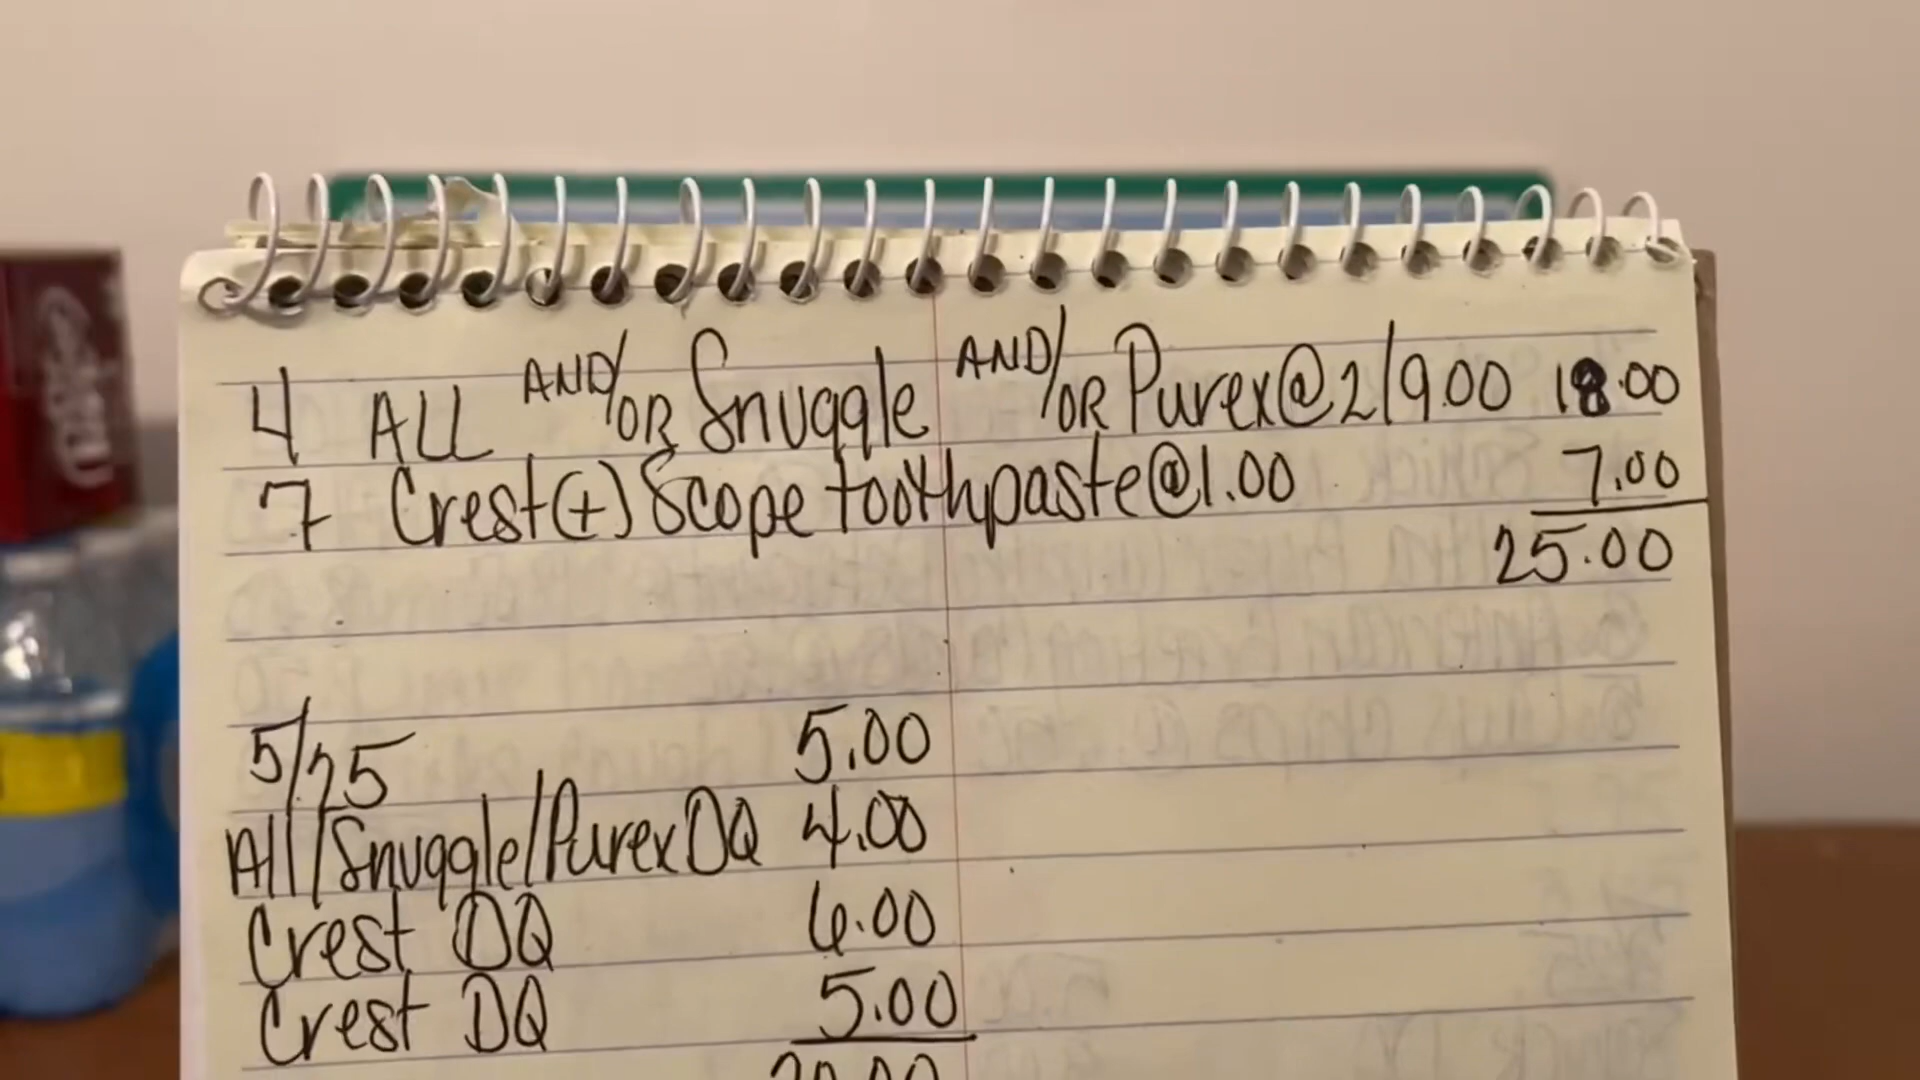 4 ALL AND/OR Snuggle AND/OR Purex@2/9.00 18.00
7 Crest(+) Scope toothpaste@1.00 7.00
25.00
5/25 5.00
All/Snuggle/Purex DQ 4.00
Crest DQ 6.00
Crest DQ 5.00
20.00